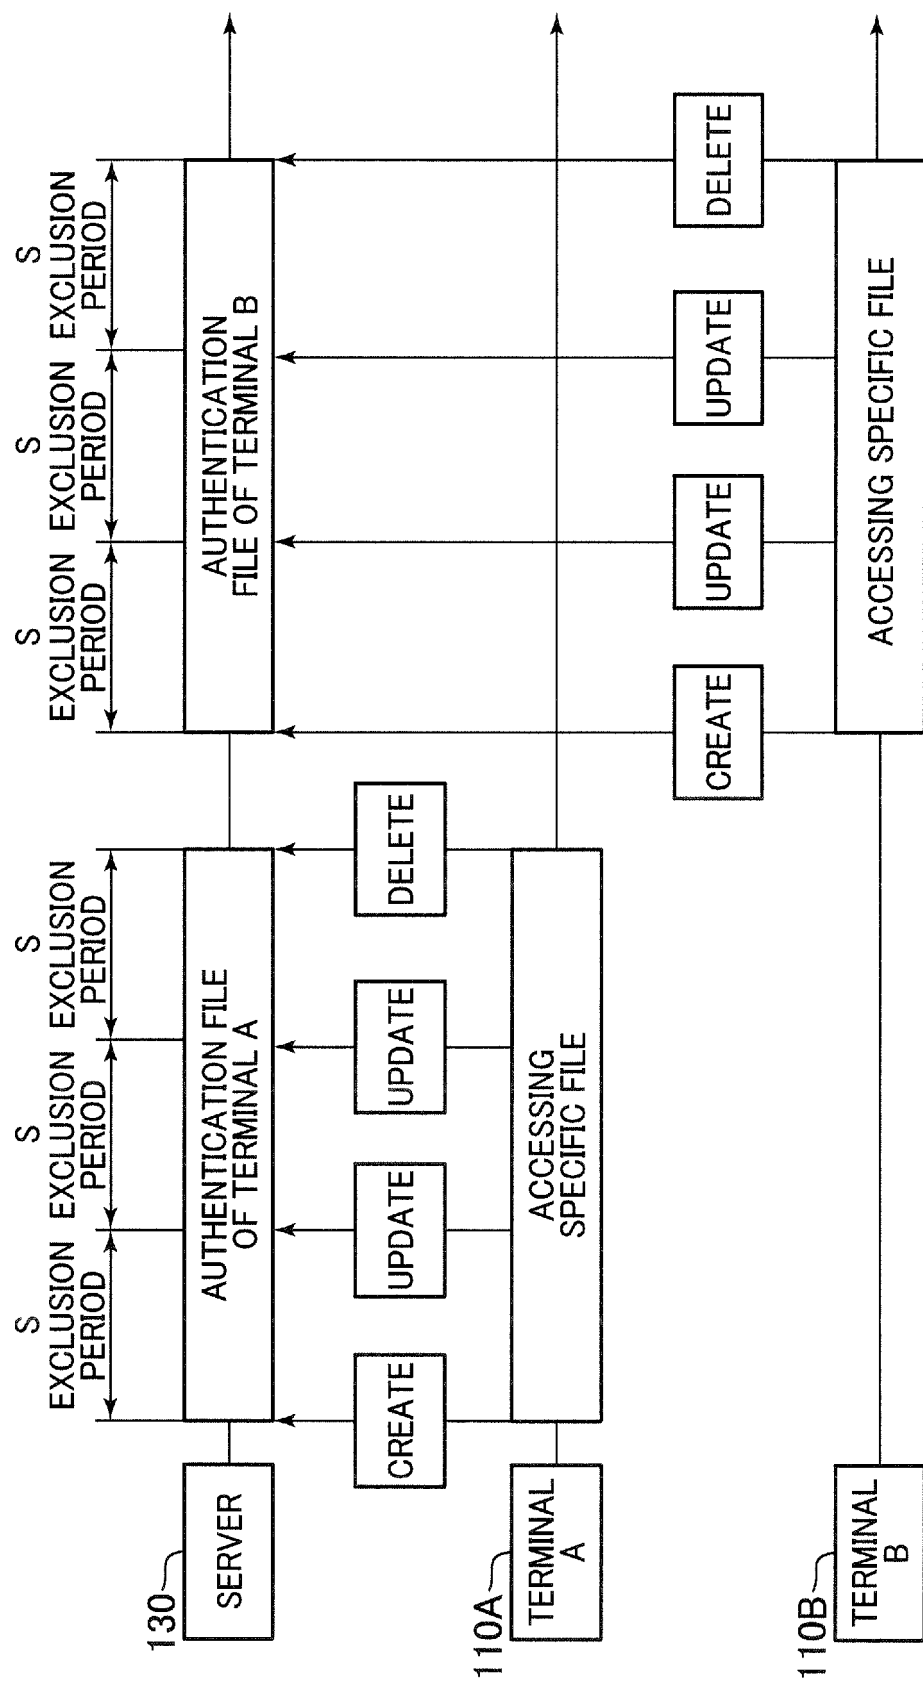 S
EXCLUSION
PERIOD
S
EXCLUSION
PERIOD
S
EXCLUSION
PERIOD
S
EXCLUSION
PERIOD
S
EXCLUSION
PERIOD
S
EXCLUSION
PERIOD
130
SERVER
AUTHENTICATION FILE
OF TERMINAL A
AUTHENTICATION
FILE OF TERMINAL B
CREATE
UPDATE
UPDATE
DELETE
110A
TERMINAL
A
ACCESSING
SPECIFIC FILE
CREATE
UPDATE
UPDATE
DELETE
110B
TERMINAL
B
ACCESSING SPECIFIC FILE